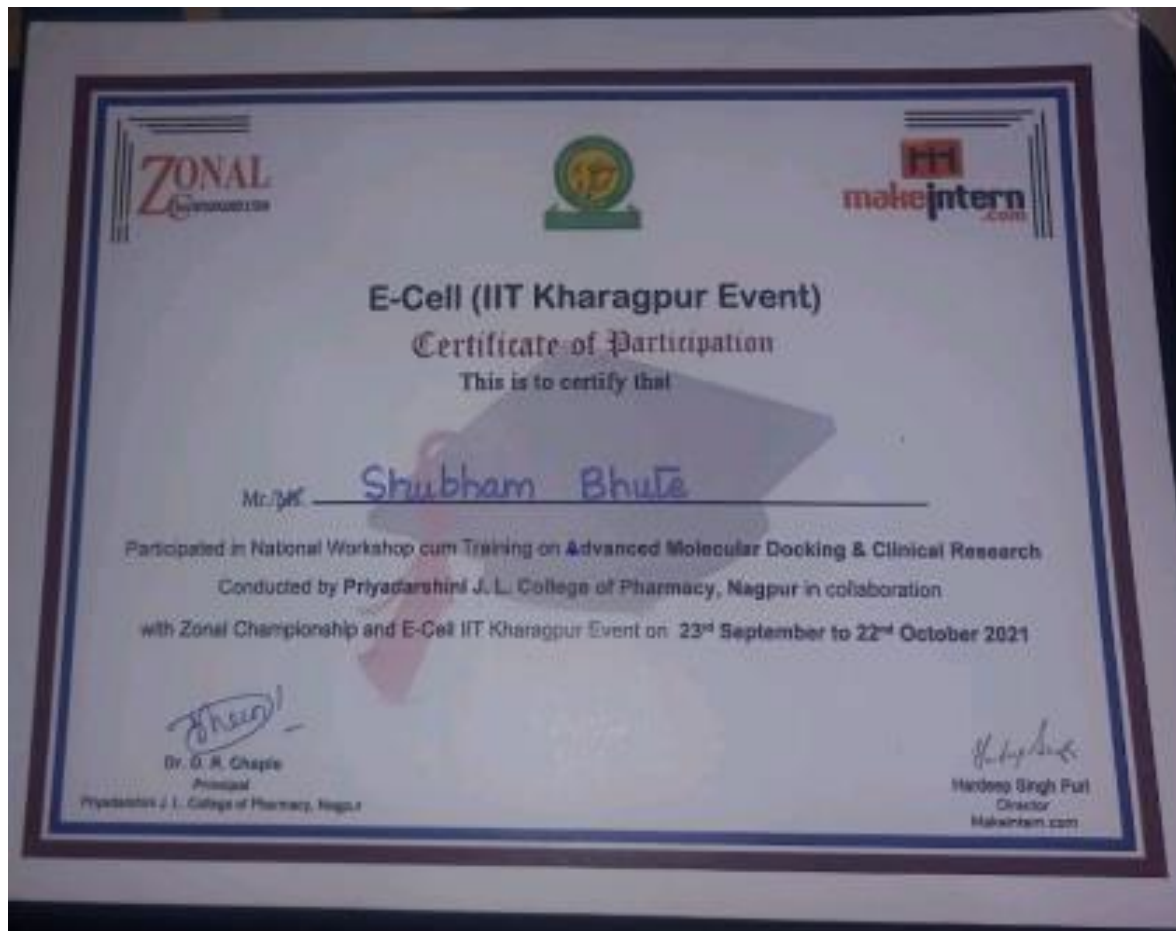 ZONAL
makeintern
.com
E-Cell (IIT Kharagpur Event)
Certificate of Participation
This is to certify that
Mr./ Shubham Bhute
Participated in National Workshop cum Training on Advanced Molecular Docking & Clinical Research
Conducted by Priyadarshini J. L. College of Pharmacy, Nagpur in collaboration
with Zonal Championship and E-Cell IIT Kharagpur Event on 23rd September to 22nd October 2021
Dr. D. R. Chaple
Principal
Priyadarshini J. L. College of Pharmacy, Nagpur
Hardeep Singh Puri
Director
Makeintern.com